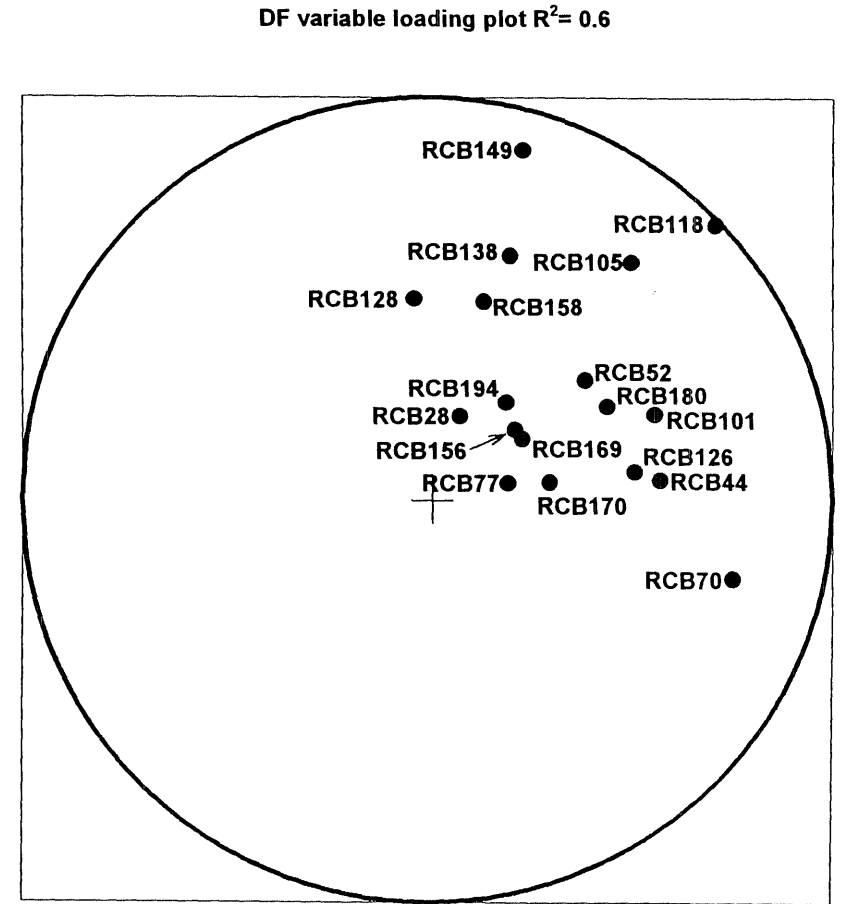 DF variable loading plot R²= 0.6
RCB149
RCB118
RCB138
RCB105
RCB128
RCB158
RCB52
RCB194
RCB180
RCB28
RCB101
RCB156
RCB169
RCB126
RCB77
RCB44
RCB170
RCB70